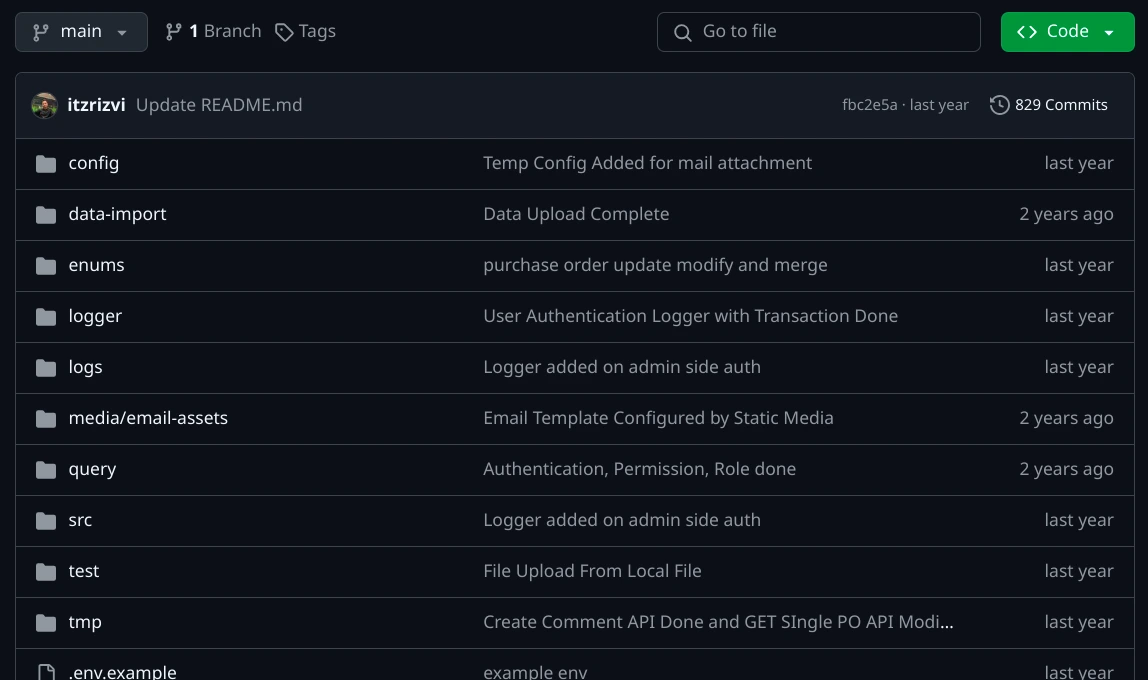 main 1 Branch Tags Go to file Code
itzrizvi Update README.md fbc2e5a · last year 829 Commits
config Temp Config Added for mail attachment last year
data-import Data Upload Complete 2 years ago
enums purchase order update modify and merge last year
logger User Authentication Logger with Transaction Done last year
logs Logger added on admin side auth last year
media/email-assets Email Template Configured by Static Media 2 years ago
query Authentication, Permission, Role done 2 years ago
src Logger added on admin side auth last year
test File Upload From Local File last year
tmp Create Comment API Done and GET SIngle PO API Modi... last year
.env.example example env last year